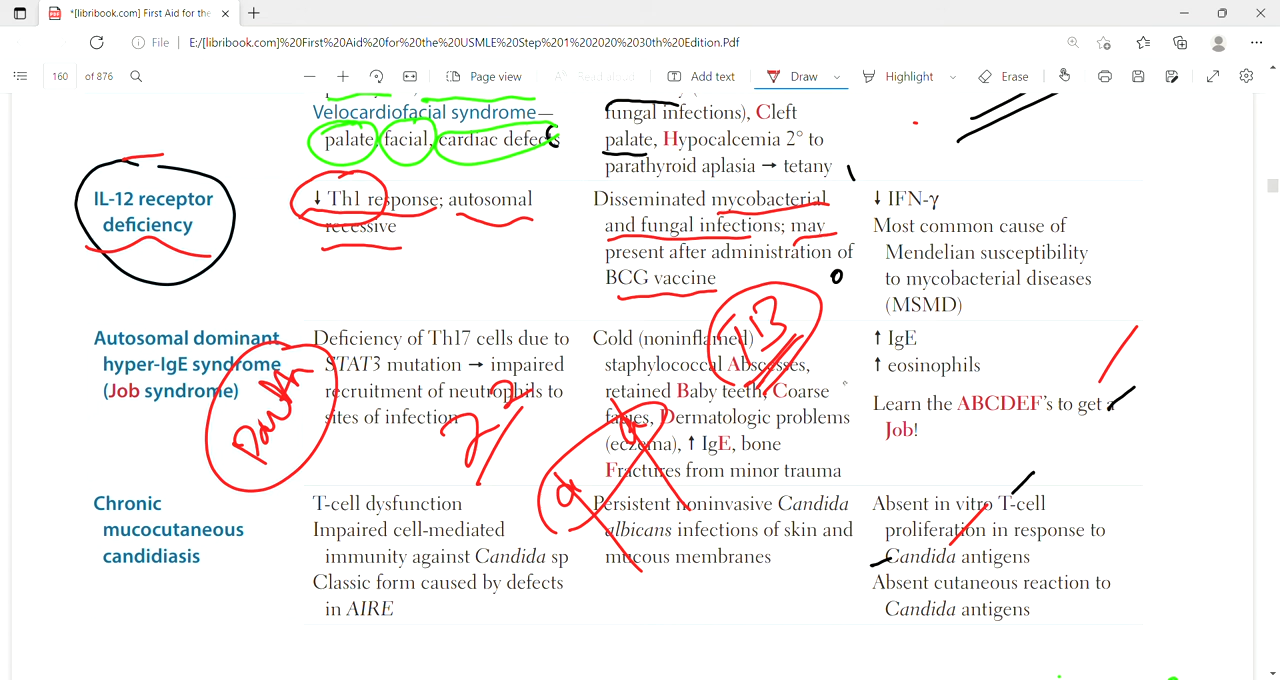 *[libribook.com] First Aid for the
File E:/[libribook.com]%20First%20Aid%20for%20the%20USMLE%20Step%201%202020%2030th%20Edition.Pdf
160 of 876 Page view Read aloud Add text Draw Highlight Erase
Velocardiofacial syndrome—
palate, facial, cardiac defects
fungal infections), Cleft
palate, Hypocalcemia 2° to
parathyroid aplasia → tetany
IL-12 receptor
deficiency
↓ Th1 response; autosomal
recessive
Disseminated mycobacterial
and fungal infections; may
present after administration of
BCG vaccine
↓ IFN-γ
Most common cause of
Mendelian susceptibility
to mycobacterial diseases
(MSMD)
Autosomal dominant
hyper-IgE syndrome
(Job syndrome)
Deficiency of Th17 cells due to
STAT3 mutation → impaired
recruitment of neutrophils to
sites of infection
Cold (noninflamed)
staphylococcal Abscesses,
retained Baby teeth, Coarse
facies, Dermatologic problems
(eczema), ↑ IgE, bone
Fractures from minor trauma
↑ IgE
↑ eosinophils
Learn the ABCDEF's to get a
Job!
Chronic
mucocutaneous
candidiasis
T-cell dysfunction
Impaired cell-mediated
immunity against Candida sp
Classic form caused by defects
in AIRE
Persistent noninvasive Candida
albicans infections of skin and
mucous membranes
Absent in vitro T-cell
proliferation in response to
Candida antigens
Absent cutaneous reaction to
Candida antigens